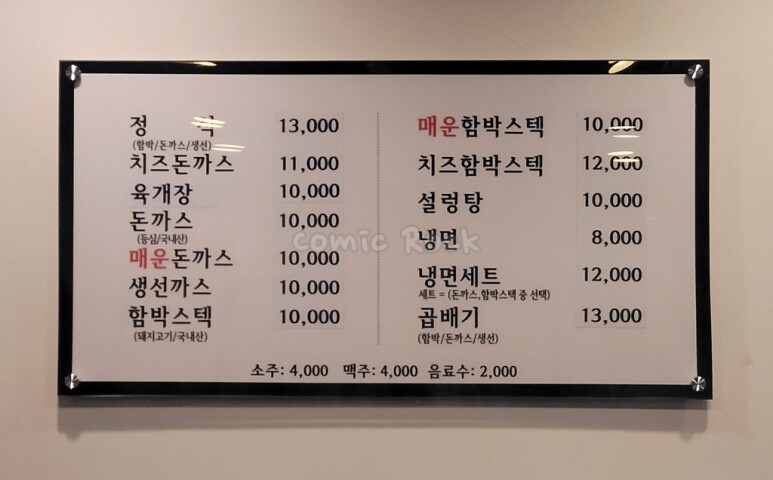 정 식 13,000
(함박/돈까스/생선)
치즈돈까스 11,000
육개장 10,000
돈까스 10,000
(등심/국내산)
매운돈까스 10,000
생선까스 10,000
함박스텍 10,000
(돼지고기/국내산)
매운함박스텍 10,000
치즈함박스텍 12,000
설렁탕 10,000
냉면 8,000
냉면세트 12,000
세트 = (돈까스,함박스텍 중 선택)
곱배기 13,000
(함박/돈까스/생선)
소주: 4,000 맥주: 4,000 음료수: 2,000
Comic Rock